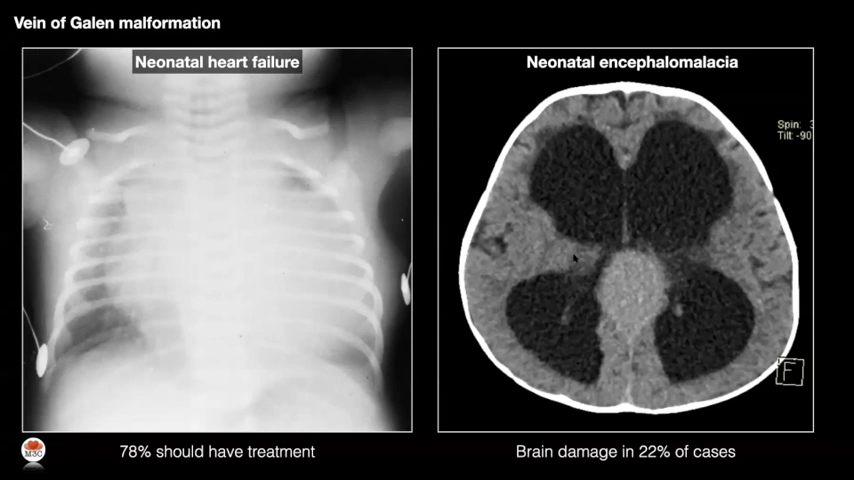 Vein of Galen malformation
Neonatal heart failure
Neonatal encephalomalacia
Spin:
Tilt: -90
F
M3C
78% should have treatment
Brain damage in 22% of cases